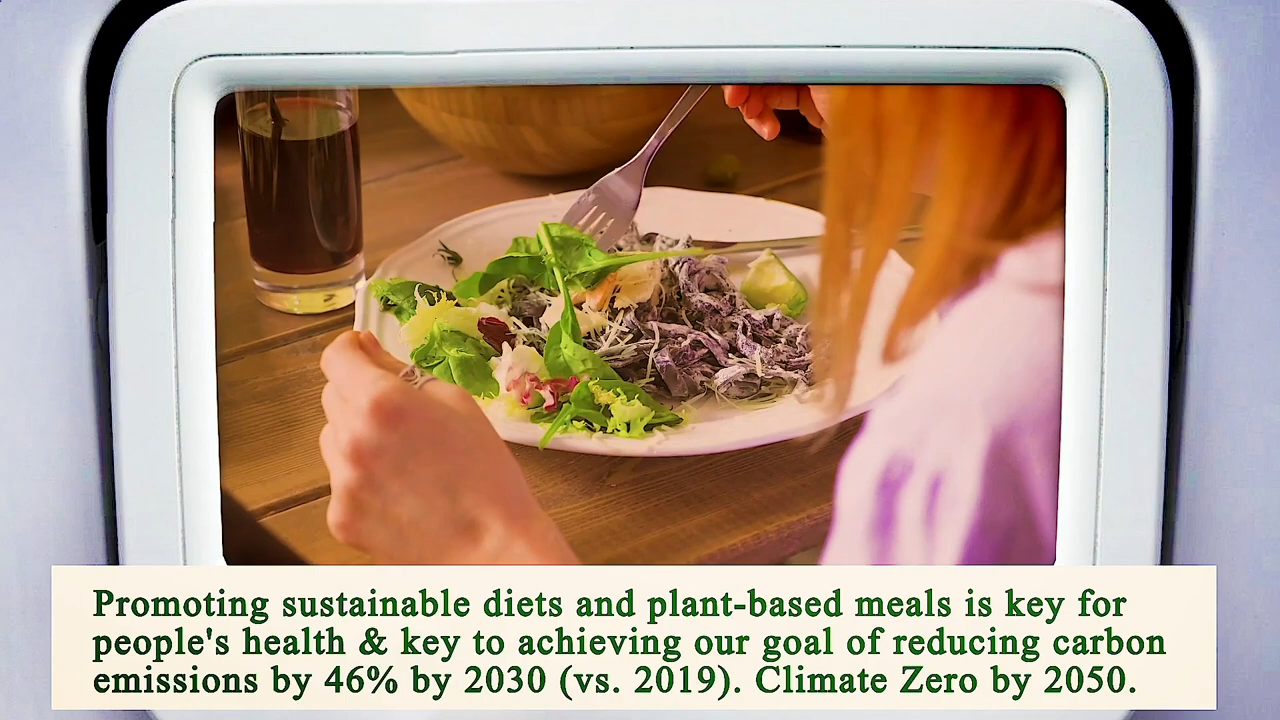 Promoting sustainable diets and plant-based meals is key for
people's health & key to achieving our goal of reducing carbon
emissions by 46% by 2030 (vs. 2019). Climate Zero by 2050.